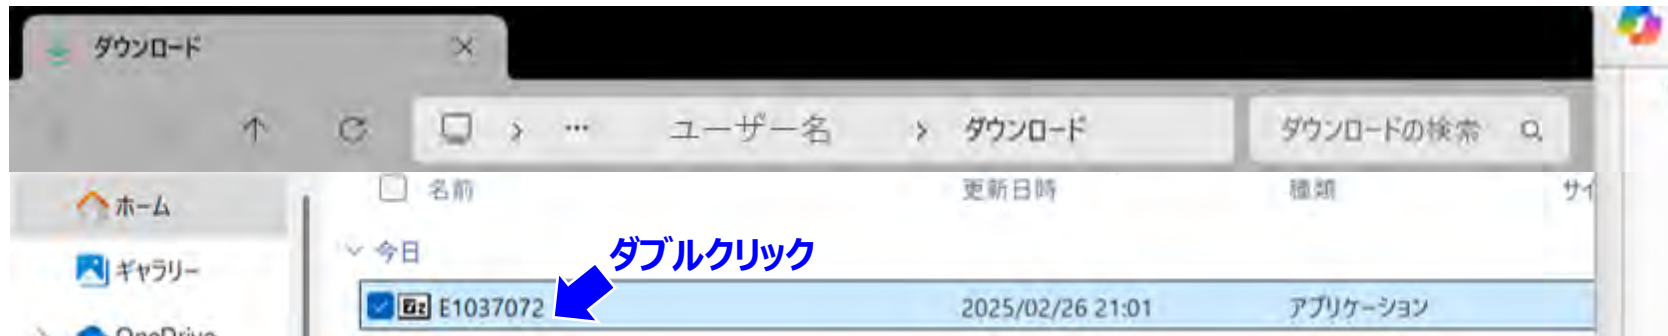 ダウンロード
… ユーザー名 > ダウンロード ダウンロードの検索
名前 更新日時 種類 サイ
ホーム
今日 ダブルクリック
ギャラリー
E1037072 2025/02/26 21:01 アプリケーション
OneDrive